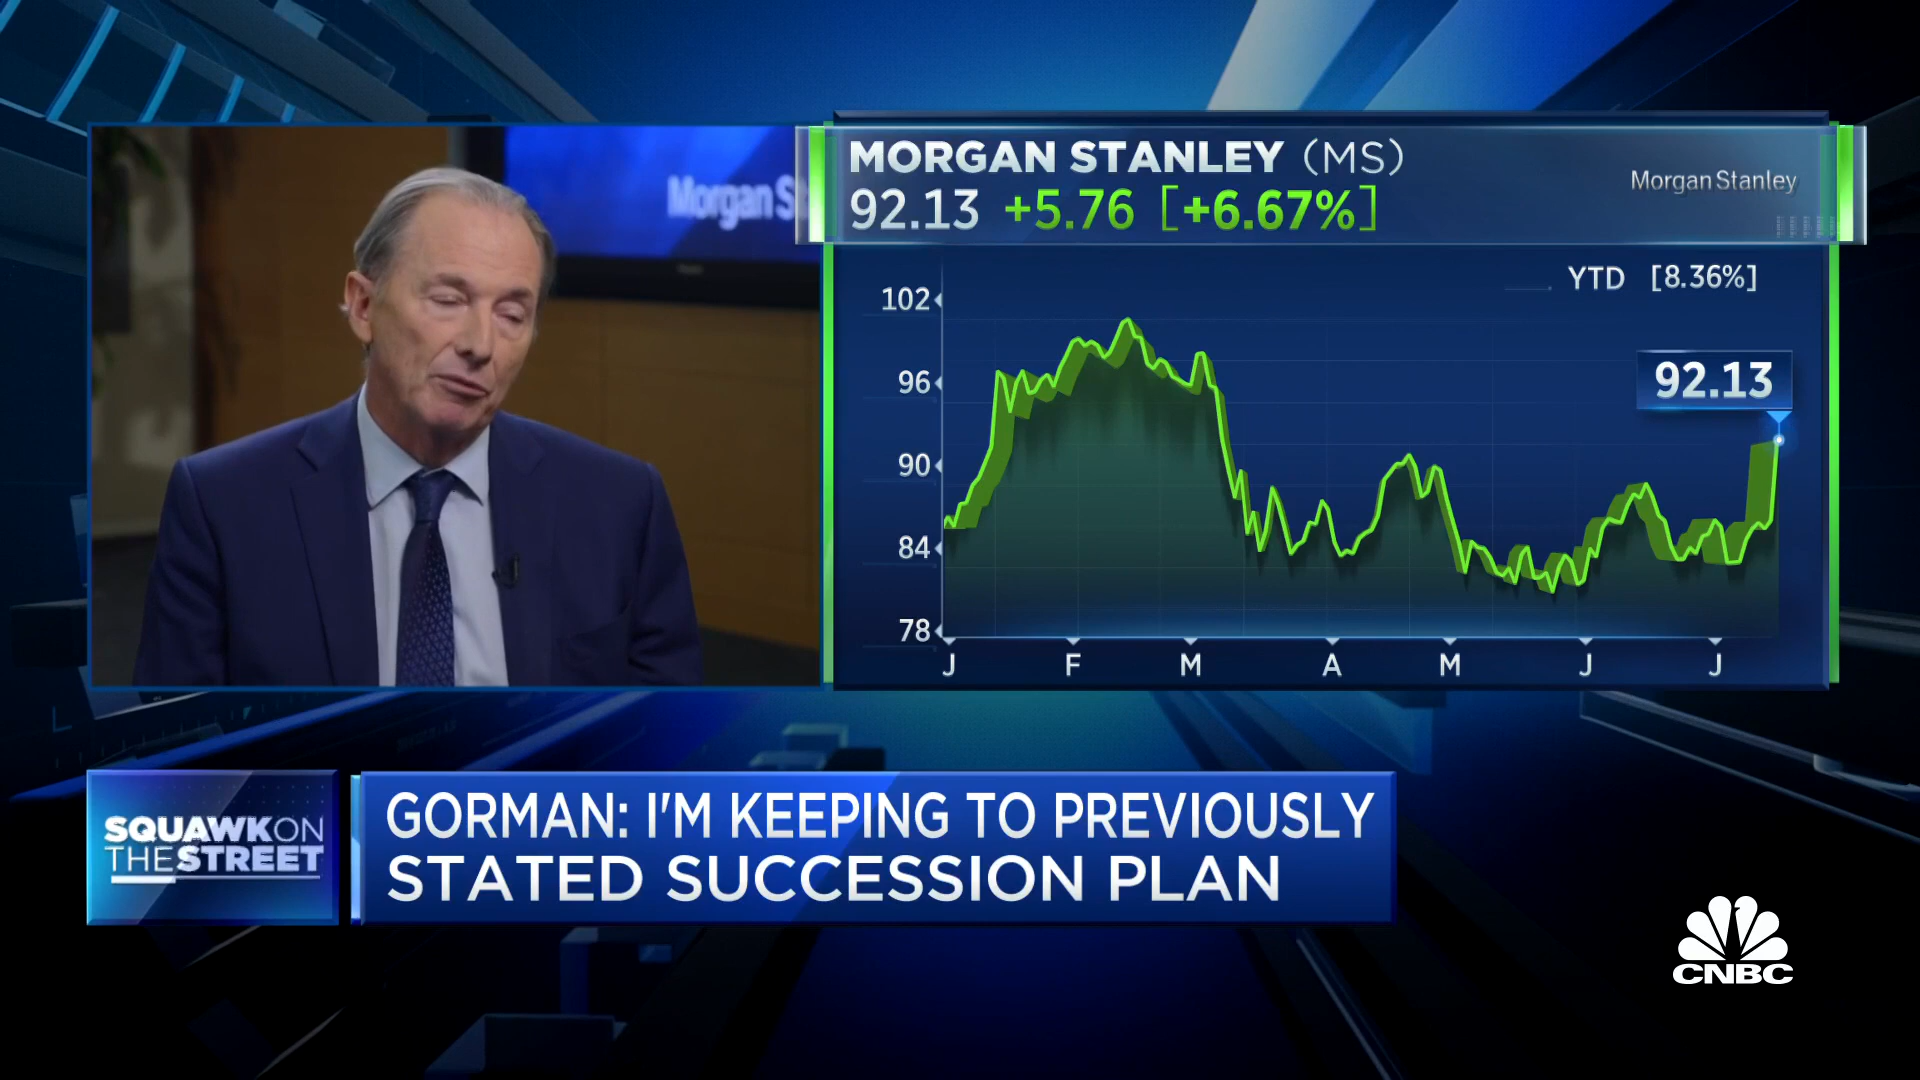 Morgan S
MORGAN STANLEY (MS)
92.13 +5.76 [+6.67%]
Morgan Stanley
YTD [8.36%]
92.13
102
96
90
84
78
J F M A M J J
SQUAWK ON
THE STREET
GORMAN: I'M KEEPING TO PREVIOUSLY
STATED SUCCESSION PLAN
CNBC